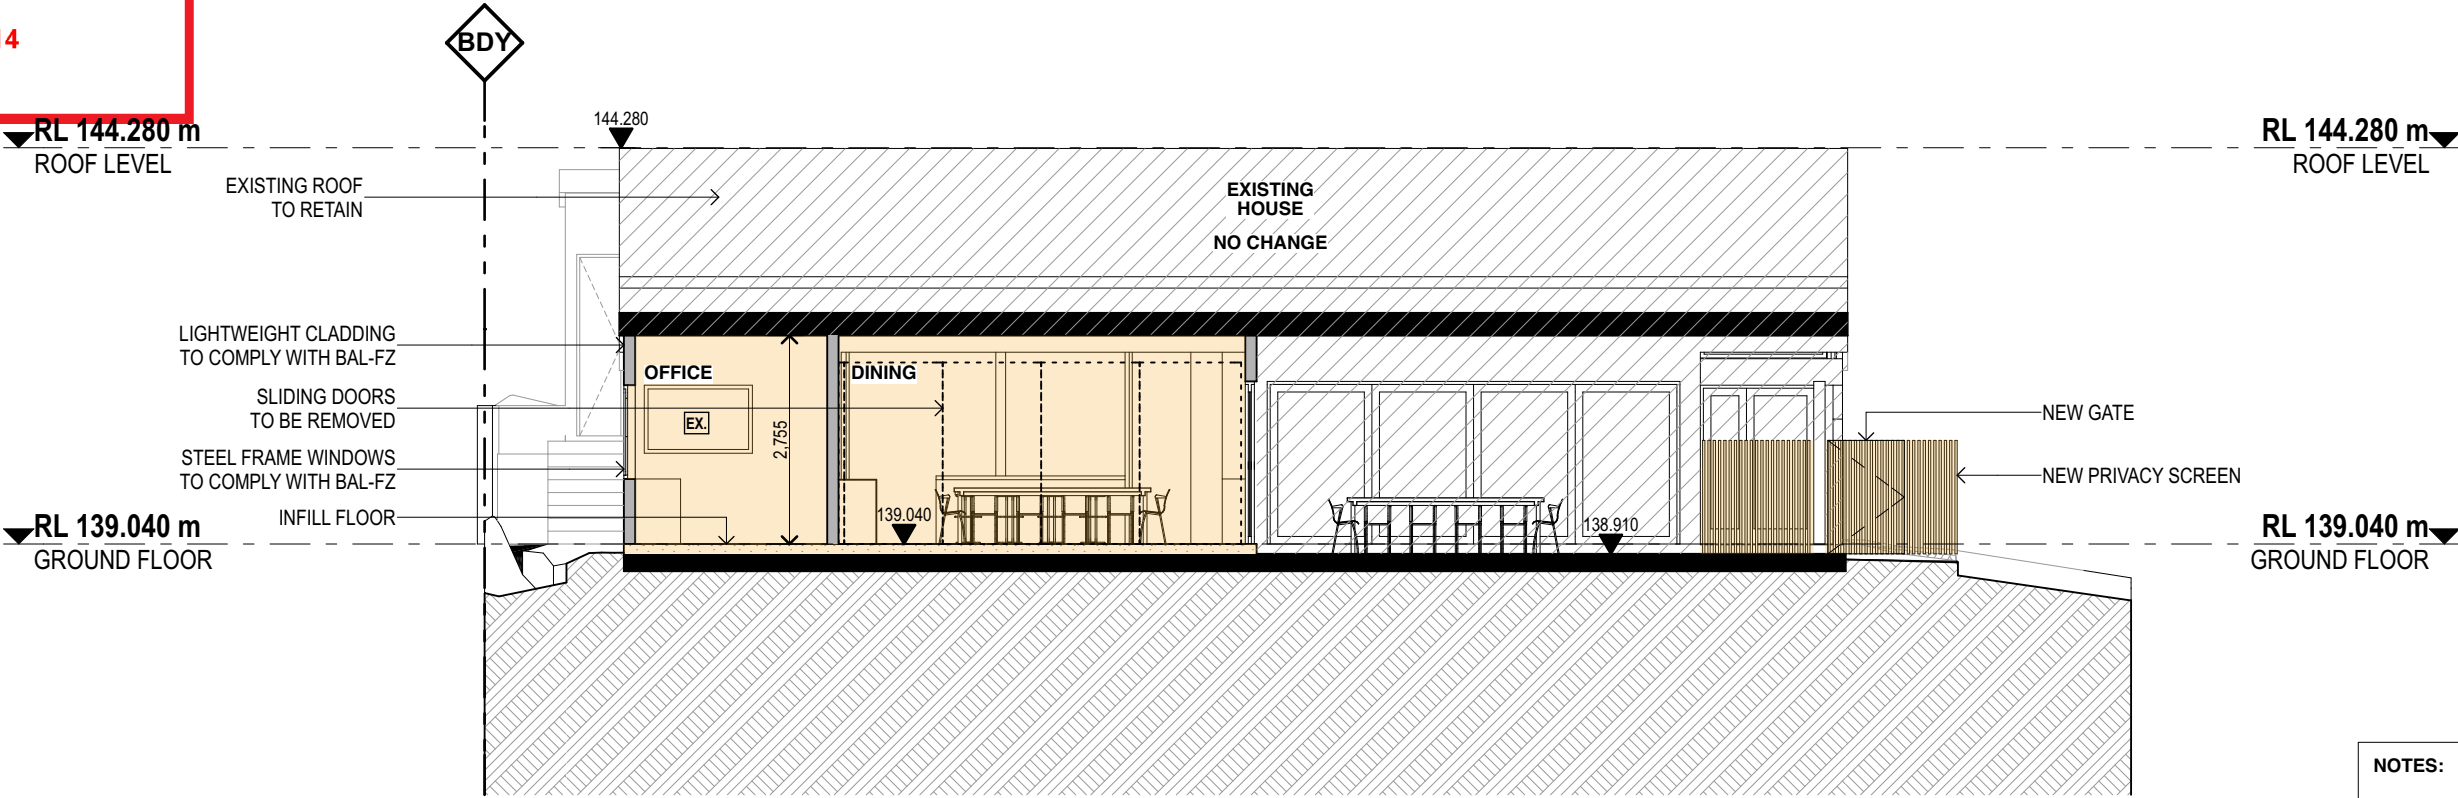 BDY
144.280
RL 144.280 m
ROOF LEVEL
RL 144.280 m
ROOF LEVEL
EXISTING ROOF
TO RETAIN
EXISTING
HOUSE
NO CHANGE
LIGHTWEIGHT CLADDING
TO COMPLY WITH BAL-FZ
OFFICE
DINING
SLIDING DOORS
TO BE REMOVED
EX.
2,755
NEW GATE
STEEL FRAME WINDOWS
TO COMPLY WITH BAL-FZ
NEW PRIVACY SCREEN
INFILL FLOOR
139.040
138.910
RL 139.040 m
GROUND FLOOR
RL 139.040 m
GROUND FLOOR
NOTES: